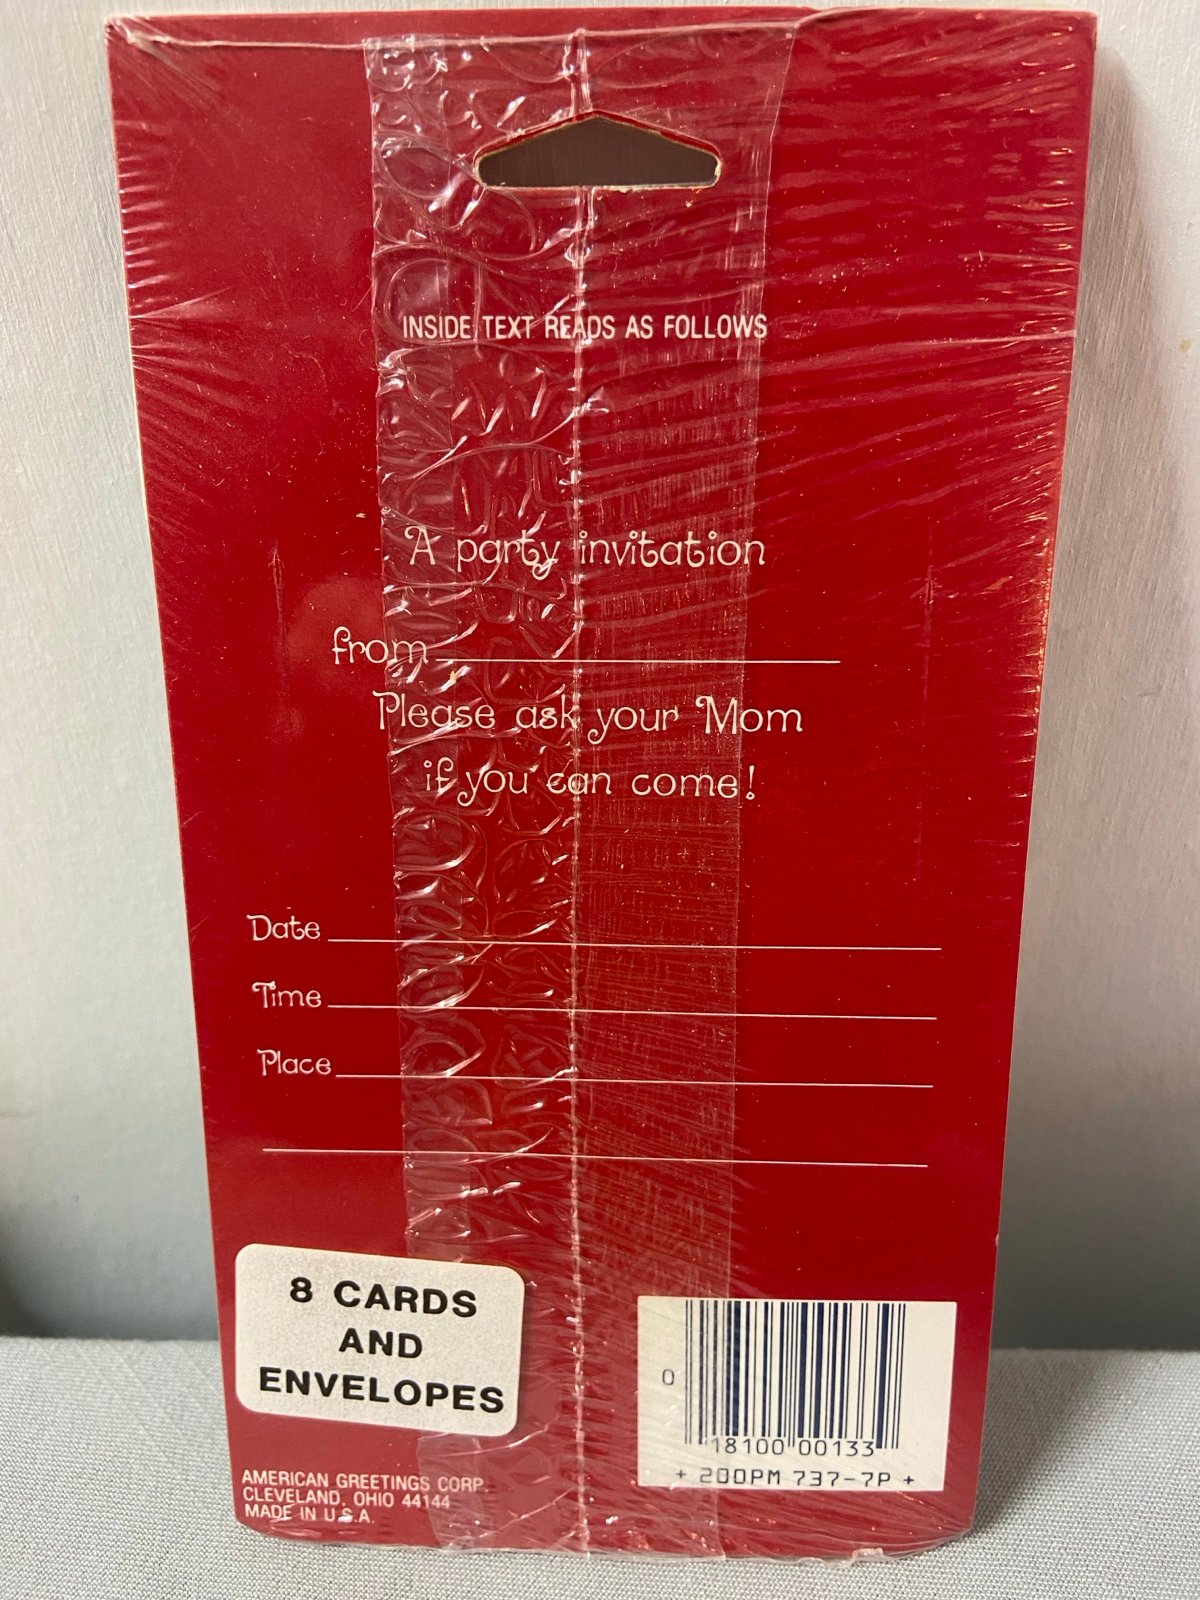 INSIDE TEXT READS AS FOLLOWS
A party invitation
from
Please ask your Mom
if you can come!
Date
Time
Place
8 CARDS
AND
ENVELOPES
AMERICAN GREETINGS CORP.
CLEVELAND, OHIO 44144
MADE IN U.S.A.
0
18100 00133
+ 200PM 737-7P +